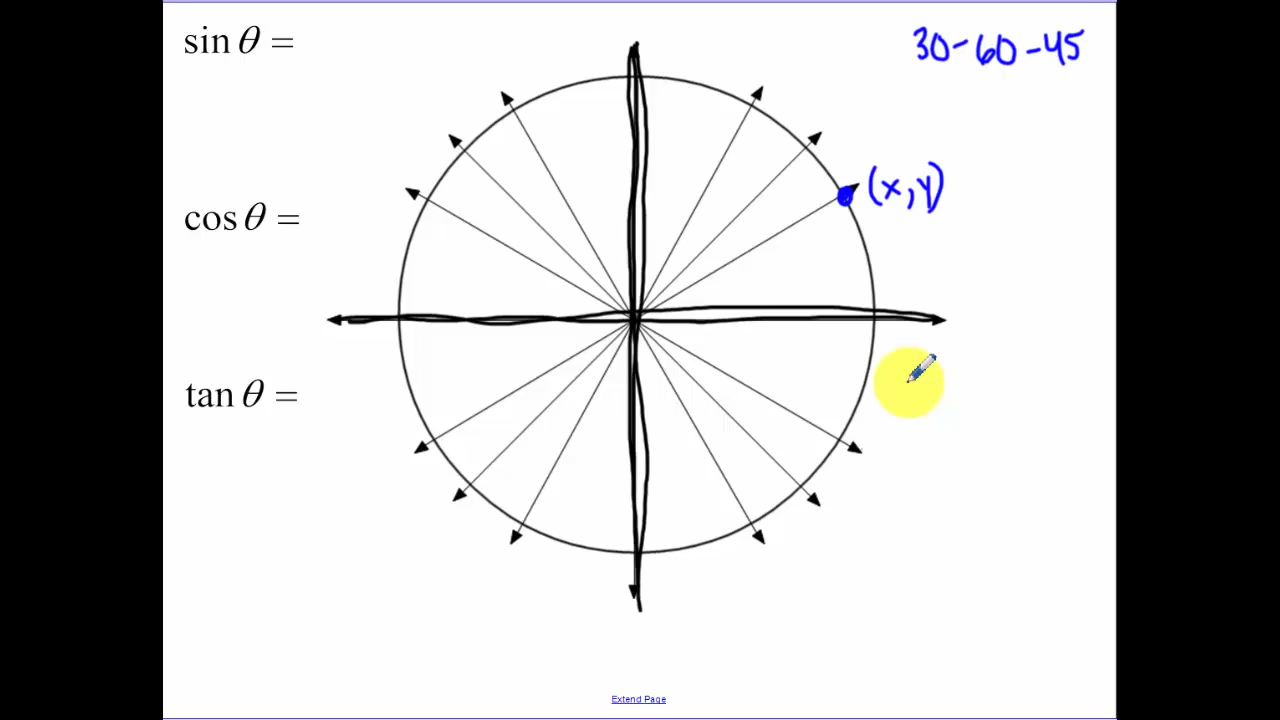 sin θ =
30-60-45
(x,y)
cos θ =
tan θ =
Extend Page